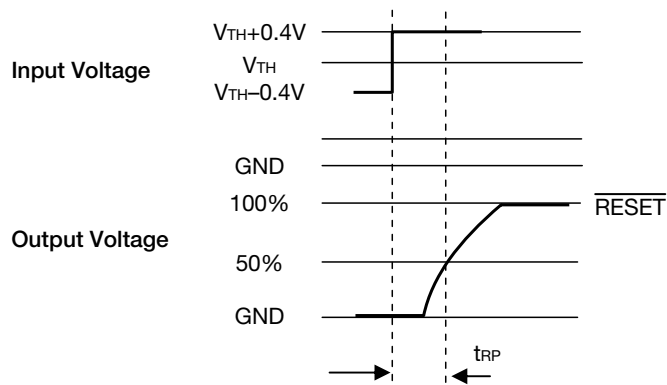 VTH+0.4V
Input Voltage
VTH
VTH–0.4V
GND
100%
RESET
Output Voltage
50%
GND
tRP